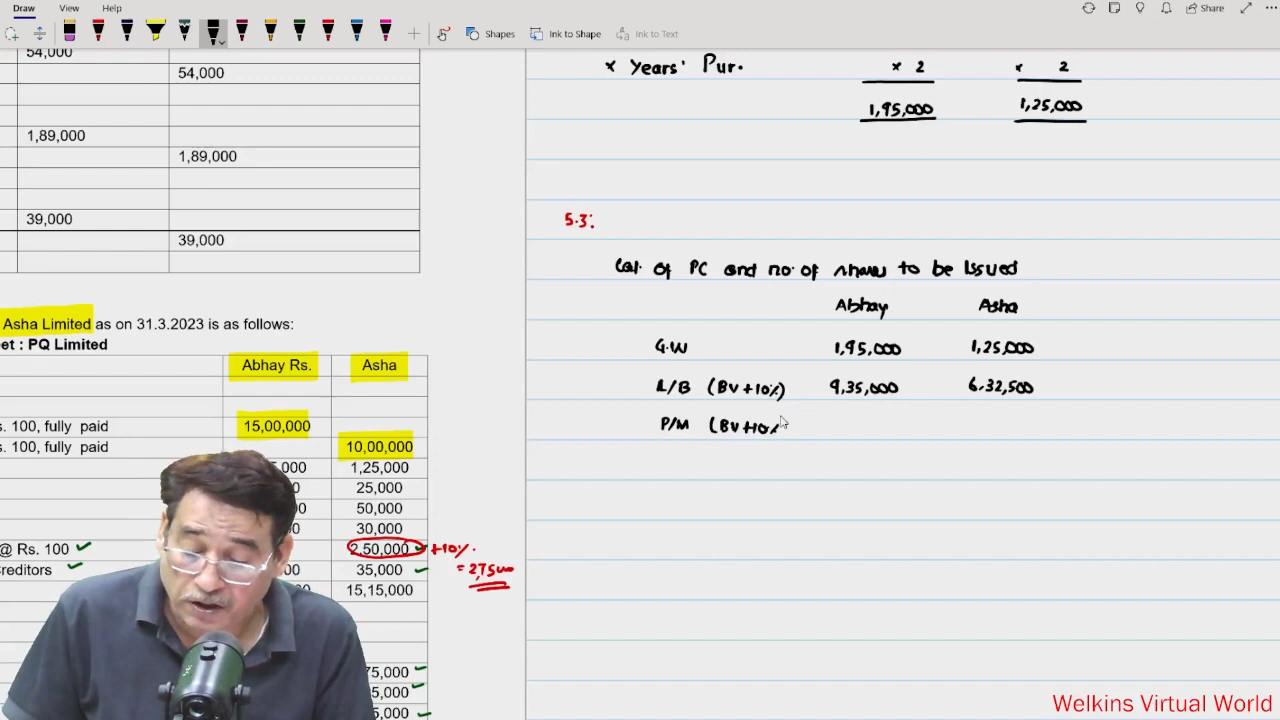 Draw View Help Share
Shapes Ink to Shape Ink to Text
54,000
54,000
1,89,000
1,89,000
39,000
39,000
Asha Limited as on 31.3.2023 is as follows:
et : PQ Limited
Abhay Rs. Asha
s. 100, fully paid 15,00,000
s. 100, fully paid 10,00,000
000 1,25,000
000 25,000
00 50,000
00 30,000
@ Rs. 100 2,50,000 +10%.
Creditors 35,000 = 27500
15,15,000
75,000
5,000
5,000
x Years' Pur. x 2 x 2
1,95,000 1,25,000
5.3:
Cal. of PC and no. of shares to be Issued
Abhay Asha
G.W 1,95,000 1,25,000
L/B (BV + 10%) 9,35,000 6,32,500
P/M (BV+10%
Welkins Virtual World